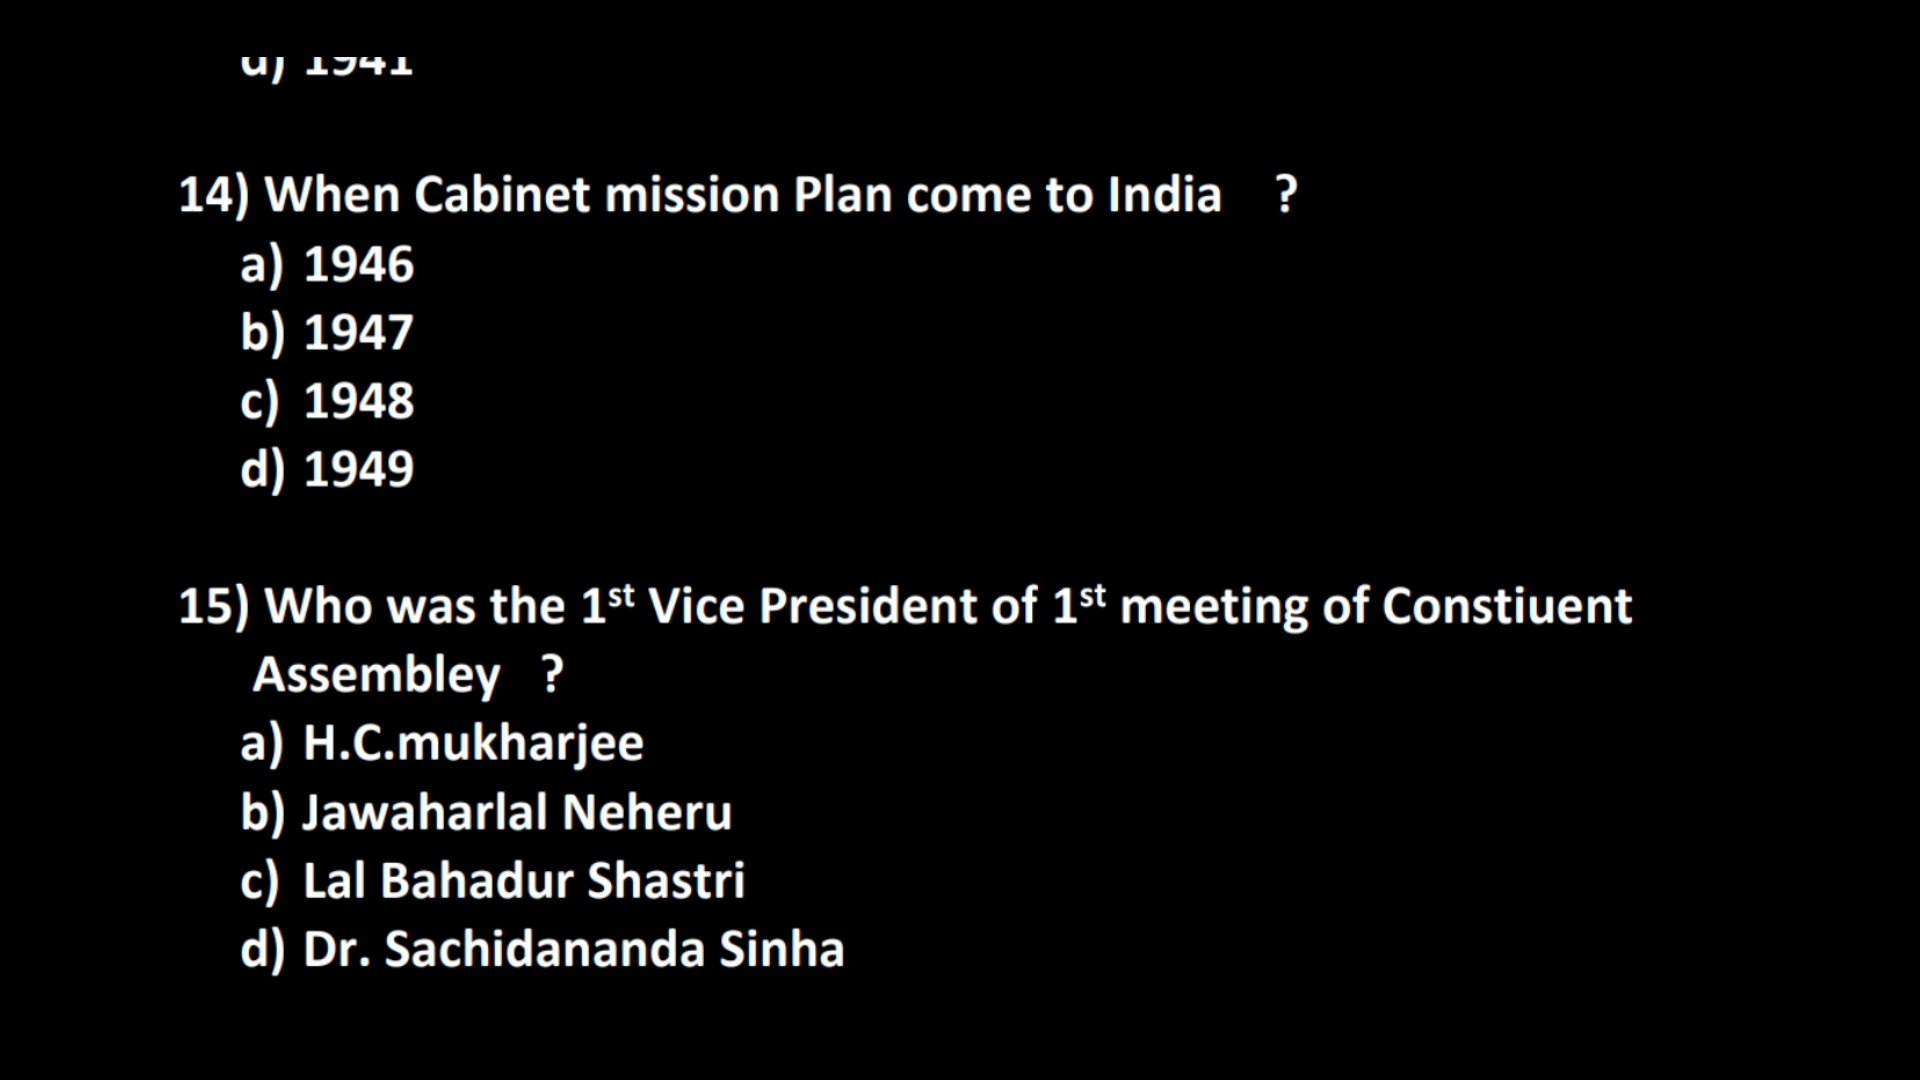 d) 1941
14) When Cabinet mission Plan come to India ?
a) 1946
b) 1947
c) 1948
d) 1949
15) Who was the 1st Vice President of 1st meeting of Constiuent
Assembley ?
a) H.C.mukharjee
b) Jawaharlal Neheru
c) Lal Bahadur Shastri
d) Dr. Sachidananda Sinha